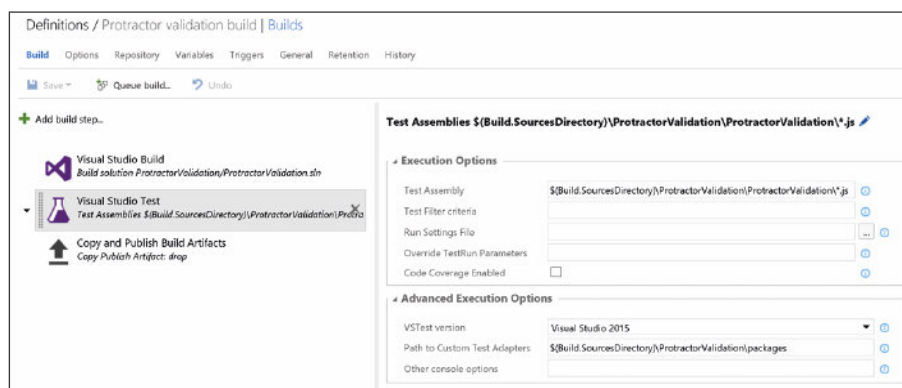 Definitions / Protractor validation build | Builds
Build Options Repository Variables Triggers General Retention History
Save Queue build... Undo
Add build step...
Visual Studio Build
Build solution ProtractorValidation/ProtractorValidation.sln
Visual Studio Test
Test Assemblies $(Build.SourcesDirectory)\ProtractorValidation\Protra
Copy and Publish Build Artifacts
Copy Publish Artifact: drop
Test Assemblies $(Build.SourcesDirectory)\ProtractorValidation\ProtractorValidation\*.js
Execution Options
Test Assembly $(Build.SourcesDirectory)\ProtractorValidation\ProtractorValidation\*.js
Test Filter criteria
Run Settings File ...
Override TestRun Parameters
Code Coverage Enabled
Advanced Execution Options
VSTest version Visual Studio 2015
Path to Custom Test Adapters $(Build.SourcesDirectory)\ProtractorValidation\packages
Other console options